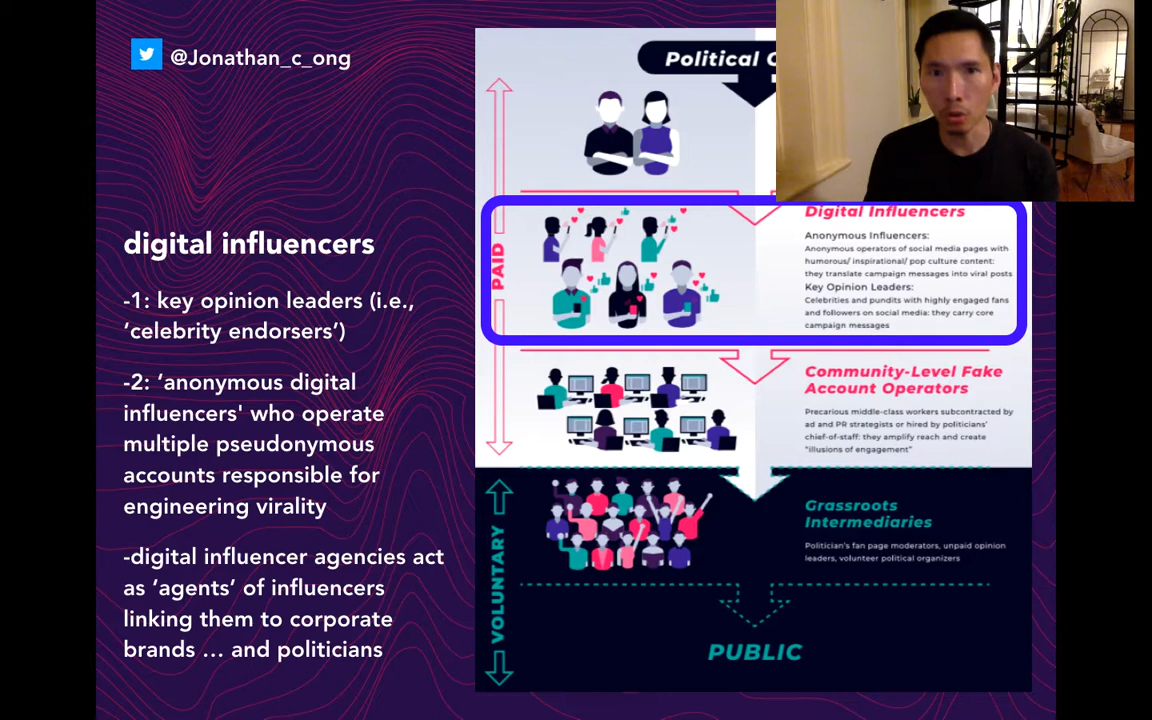 @Jonathan_c_ong
digital influencers
-1: key opinion leaders (i.e.,
‘celebrity endorsers’)
-2: ‘anonymous digital
influencers' who operate
multiple pseudonymous
accounts responsible for
engineering virality
-digital influencer agencies act
as ‘agents’ of influencers
linking them to corporate
brands ... and politicians
Political
PAID
Digital Influencers
Anonymous Influencers:
Anonymous operators of social media pages with
humorous/ inspirational/ pop culture content:
they translate campaign messages into viral posts
Key Opinion Leaders:
Celebrities and pundits with highly engaged fans
and followers on social media: they carry core
campaign messages
Community-Level Fake
Account Operators
Precarious middle-class workers subcontracted by
ad and PR strategists or hired by politicians’
chief-of-staff: they amplify reach and create
“illusions of engagement”
VOLUNTARY
Grassroots
Intermediaries
Politician’s fan page moderators, unpaid opinion
leaders, volunteer political organizers
PUBLIC